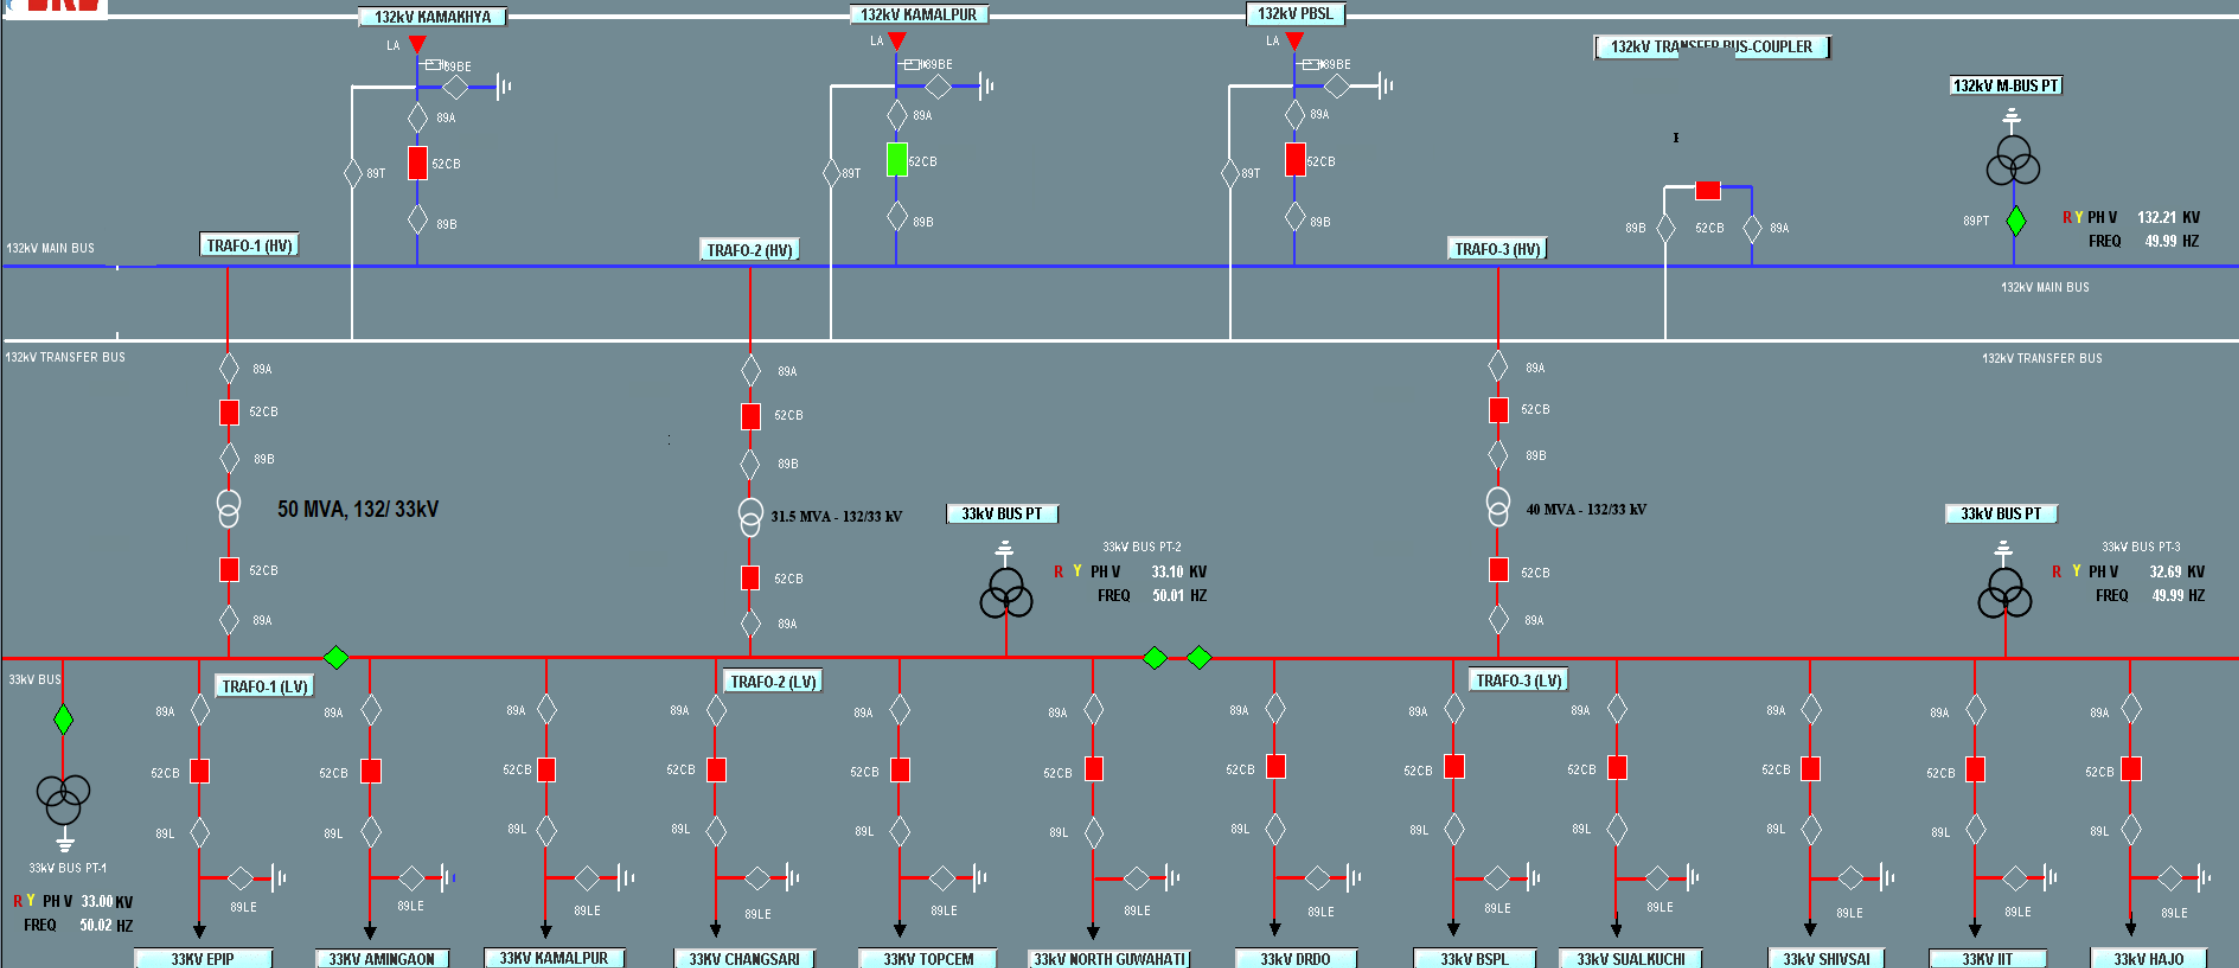 132kV KAMAKHYA
132kV KAMALPUR
132kV PBSL
132kV TRANSFER BUS-COUPLER
LA
LA
LA
89BE
89BE
89BE
132kV M-BUS PT
89A
89A
89A
52CB
52CB
52CB
89T
89T
89T
89B
89B
89B
89B 52CB 89A
89PT
R Y PH V 132.21 KV
FREQ 49.99 HZ
132kV MAIN BUS
TRAFO-1 (HV)
TRAFO-2 (HV)
TRAFO-3 (HV)
132kV MAIN BUS
132kV TRANSFER BUS
132kV TRANSFER BUS
89A
89A
89A
52CB
52CB
52CB
89B
89B
89B
50 MVA, 132/ 33kV
31.5 MVA - 132/33 kV
40 MVA - 132/33 kV
33kV BUS PT
33kV BUS PT
33kV BUS PT-2
R Y PH V 33.10 KV
FREQ 50.01 HZ
33kV BUS PT-3
R Y PH V 32.69 KV
FREQ 49.99 HZ
52CB
52CB
52CB
89A
89A
89A
33kV BUS
TRAFO-1 (LV)
TRAFO-2 (LV)
TRAFO-3 (LV)
89A
89A
89A
89A
89A
89A
89A
89A
89A
89A
89A
89A
52CB
52CB
52CB
52CB
52CB
52CB
52CB
52CB
52CB
52CB
52CB
52CB
89L
89L
89L
89L
89L
89L
89L
89L
89L
89L
89L
89L
33kV BUS PT-1
R Y PH V 33.00 KV
FREQ 50.02 HZ
89LE
89LE
89LE
89LE
89LE
89LE
89LE
89LE
89LE
89LE
89LE
89LE
33KV EPIP
33KV AMINGAON
33KV KAMALPUR
33KV CHANGSARI
33KV TOPCEM
33kV NORTH GUWAHATI
33kV DRDO
33kV BSPL
33kV SUALKUCHI
33kV SHIVSAI
33KV IIT
33kV HAJO